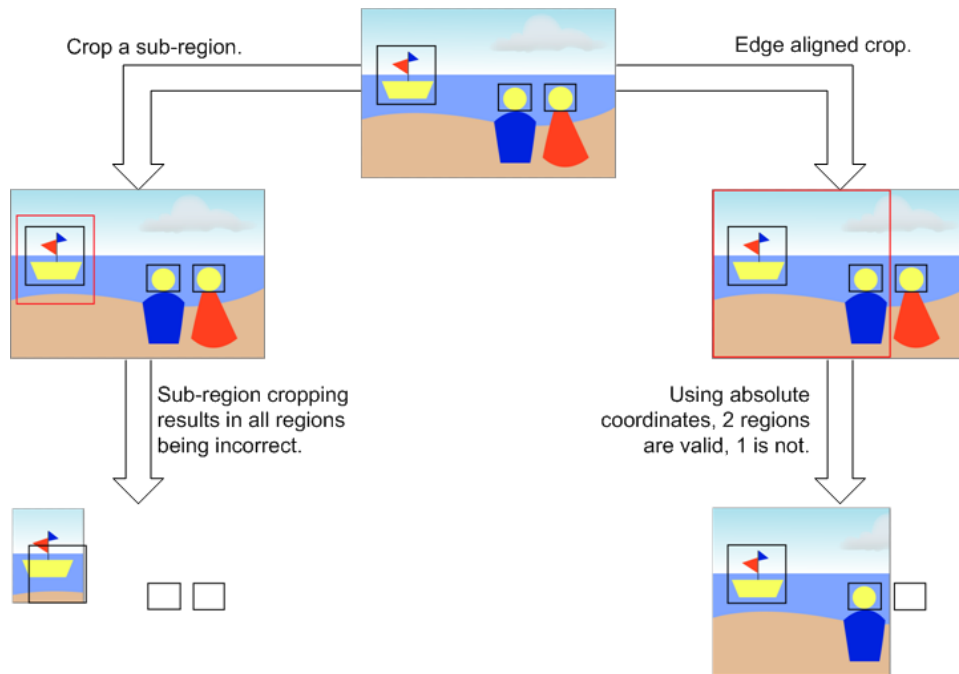 Crop a sub-region.
Edge aligned crop.
Sub-region cropping
results in all regions
being incorrect.
Using absolute
coordinates, 2 regions
are valid, 1 is not.